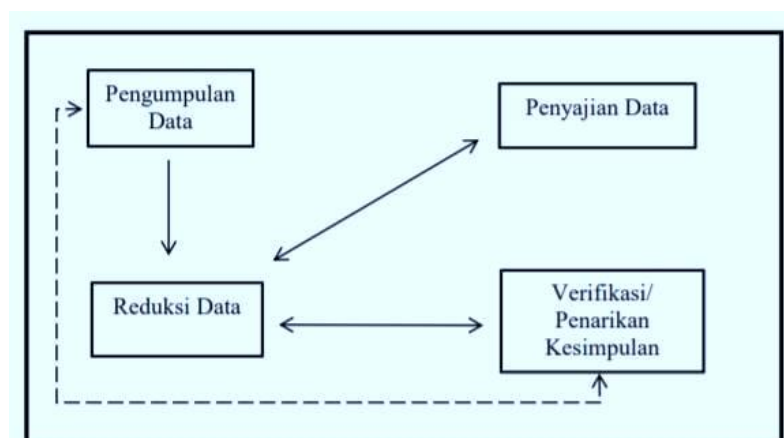 Pengumpulan
Data
Penyajian Data
Reduksi Data
Verifikasi/
Penarikan
Kesimpulan